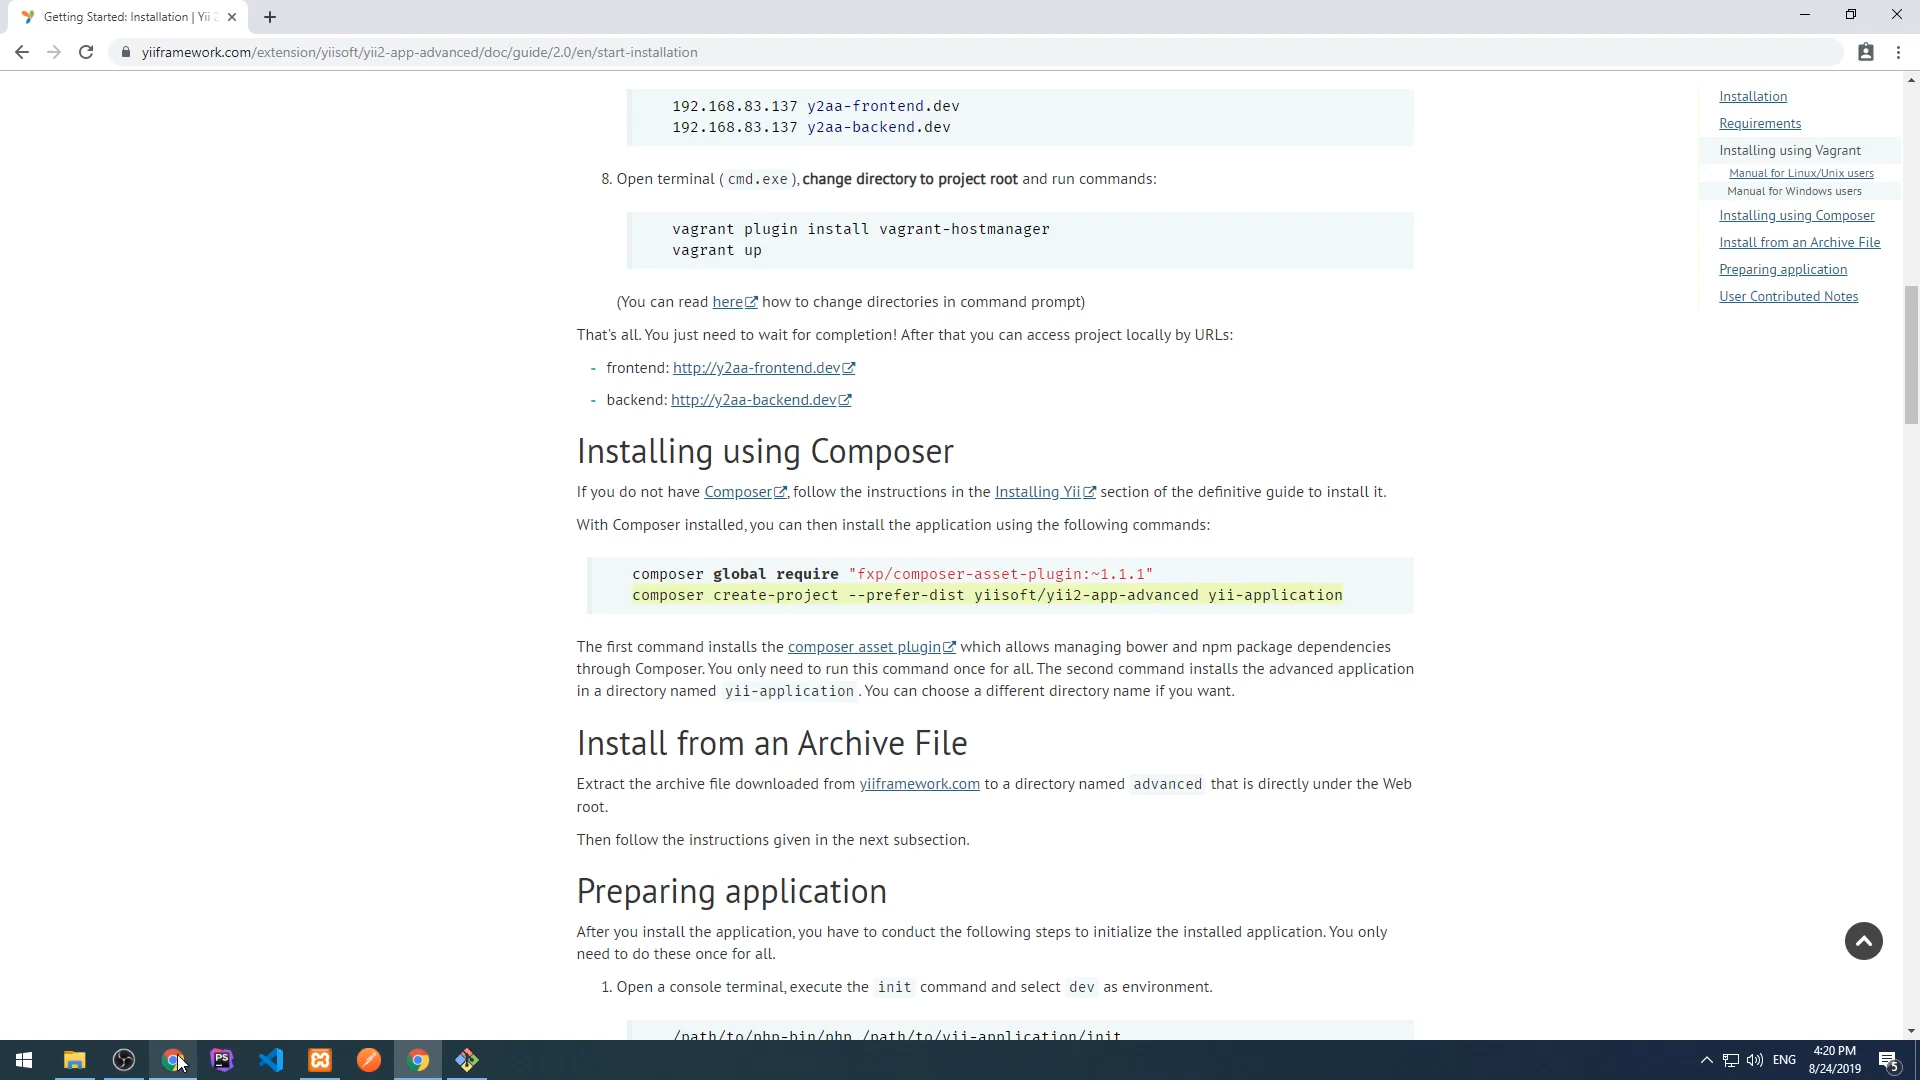 Getting Started: Installation | Yii 2
yiiframework.com/extension/yiisoft/yii2-app-advanced/doc/guide/2.0/en/start-installation
192.168.83.137 y2aa-frontend.dev
192.168.83.137 y2aa-backend.dev
8. Open terminal ( cmd.exe ), change directory to project root and run commands:
vagrant plugin install vagrant-hostmanager
vagrant up
(You can read here how to change directories in command prompt)
That's all. You just need to wait for completion! After that you can access project locally by URLs:
- frontend: http://y2aa-frontend.dev
- backend: http://y2aa-backend.dev
Installing using Composer
If you do not have Composer, follow the instructions in the Installing Yii section of the definitive guide to install it.
With Composer installed, you can then install the application using the following commands:
composer global require "fxp/composer-asset-plugin:~1.1.1"
composer create-project --prefer-dist yiisoft/yii2-app-advanced yii-application
The first command installs the composer asset plugin which allows managing bower and npm package dependencies
through Composer. You only need to run this command once for all. The second command installs the advanced application
in a directory named yii-application. You can choose a different directory name if you want.
Install from an Archive File
Extract the archive file downloaded from yiiframework.com to a directory named advanced that is directly under the Web
root.
Then follow the instructions given in the next subsection.
Preparing application
After you install the application, you have to conduct the following steps to initialize the installed application. You only
need to do these once for all.
1. Open a console terminal, execute the init command and select dev as environment.
/path/to/php-bin/php /path/to/yii-application/init
Installation
Requirements
Installing using Vagrant
Manual for Linux/Unix users
Manual for Windows users
Installing using Composer
Install from an Archive File
Preparing application
User Contributed Notes
PS
ENG
4:20 PM
8/24/2019
5